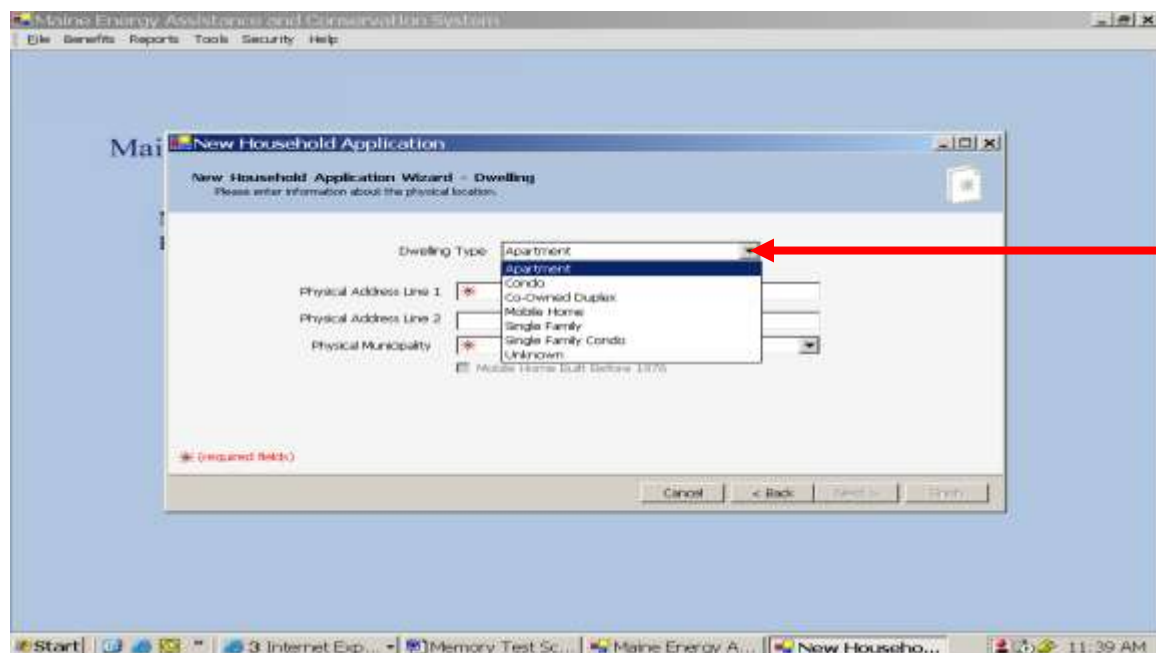 Maine Energy Assistance and Conservation System
File Benefits Reports Tools Security Help
Mai
New Household Application
New Household Application Wizard - Dwelling
Please enter information about the physical location.
Dwelling Type Apartment
Apartment
Condo
Co-Owned Duplex
Mobile Home
Single Family
Single Family Condo
Unknown
Physical Address Line 1
Physical Address Line 2
Physical Municipality
Mobile Home Built Before 1976
(required fields)
Cancel < Back Next > Finish
Start 3 Internet Exp... Memory Test Sc... Maine Energy A... New Househo... 11:39 AM